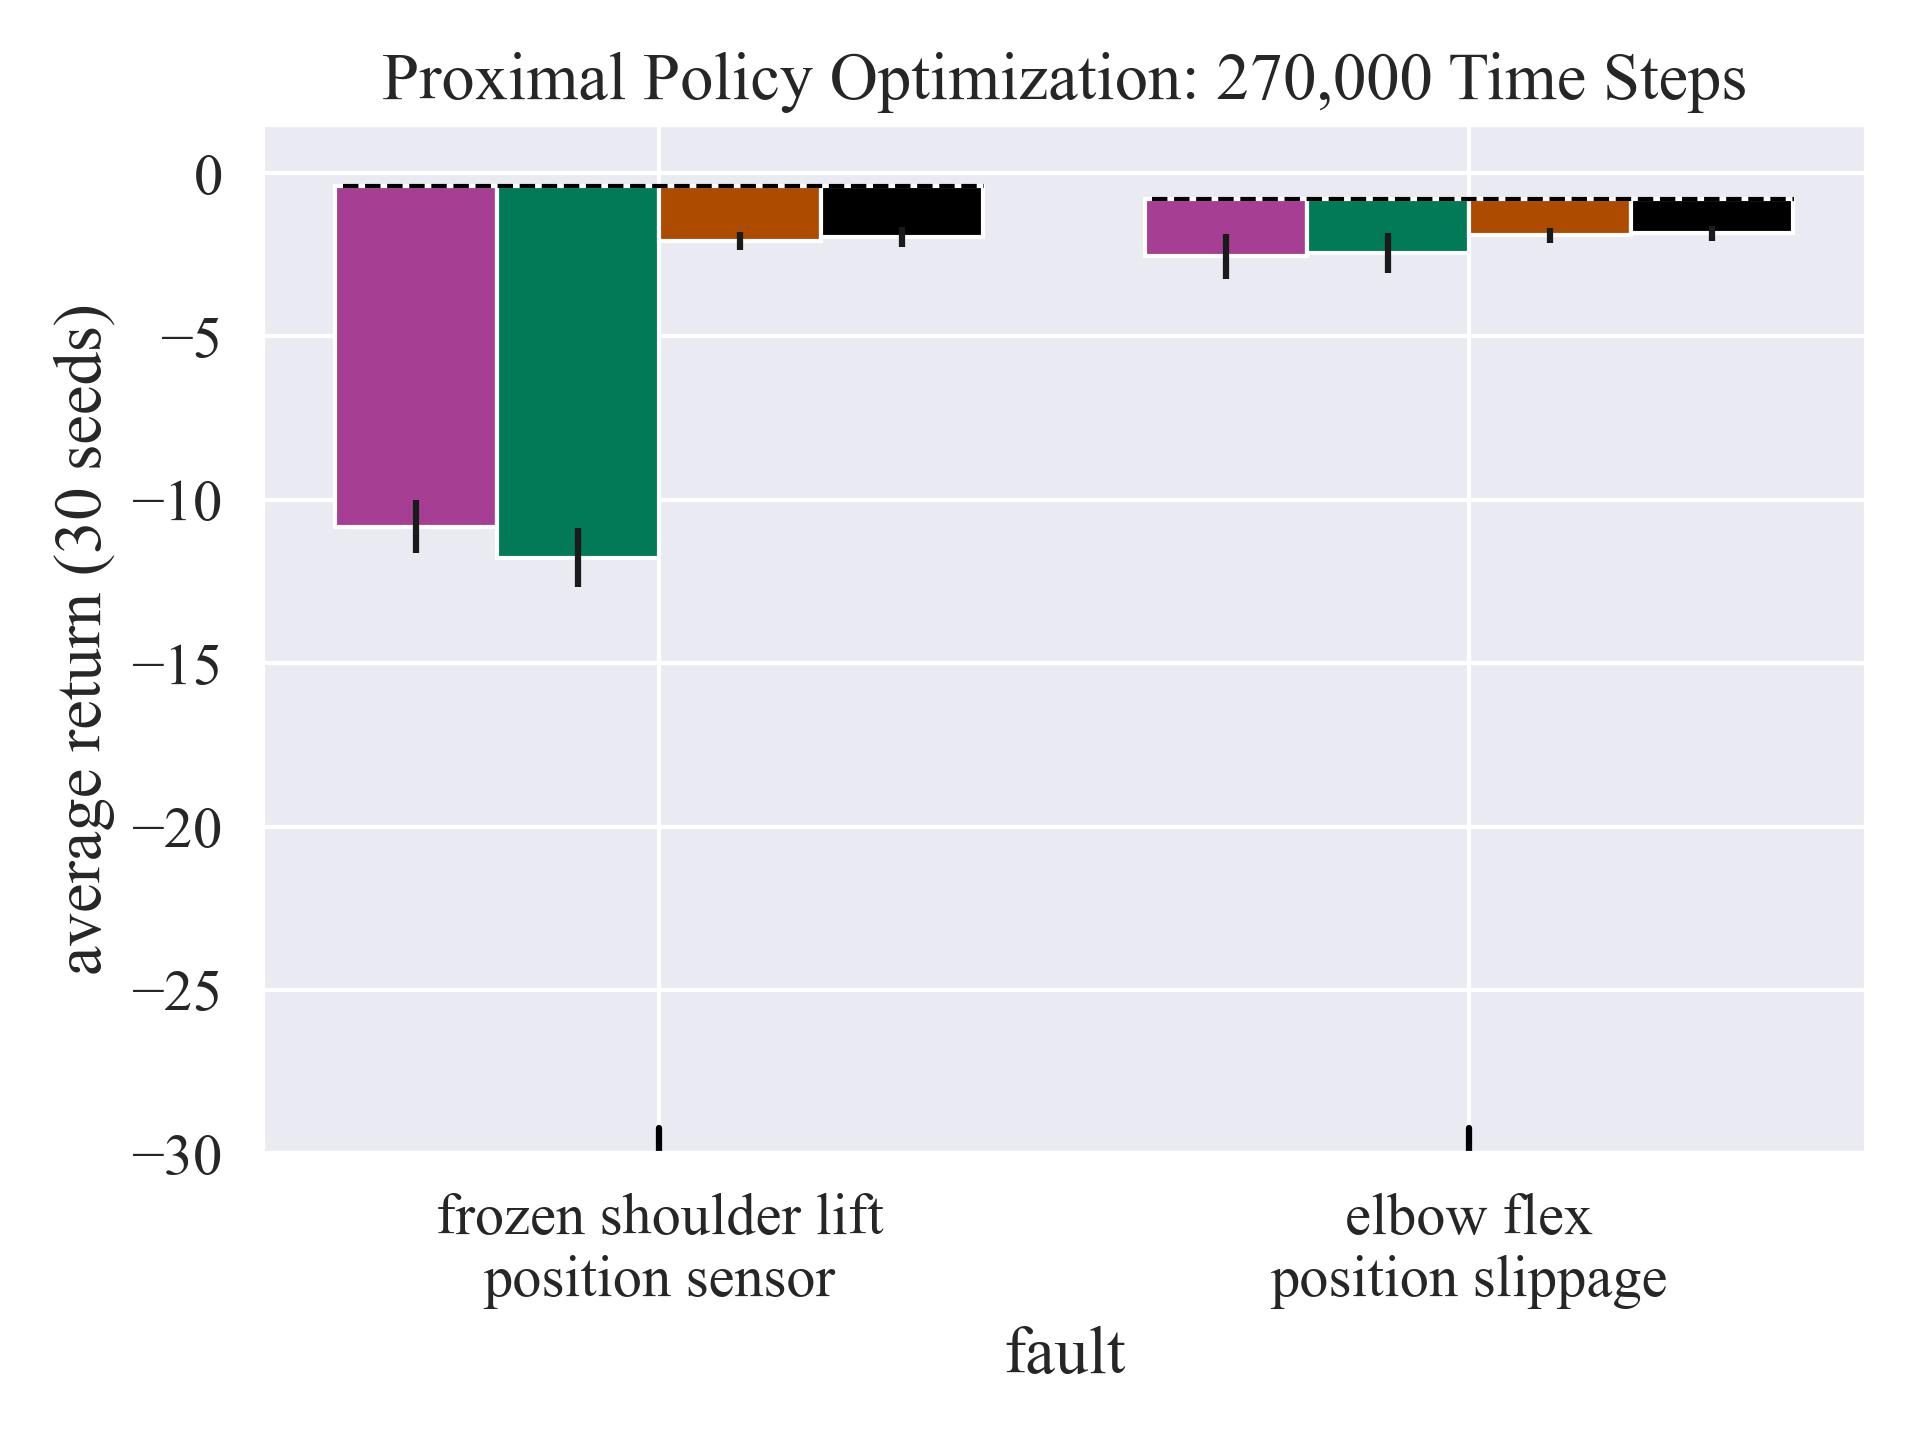 Proximal Policy Optimization: 270,000 Time Steps
average return (30 seeds)
0
−5
−10
−15
−20
−25
−30
frozen shoulder lift
position sensor
elbow flex
position slippage
fault